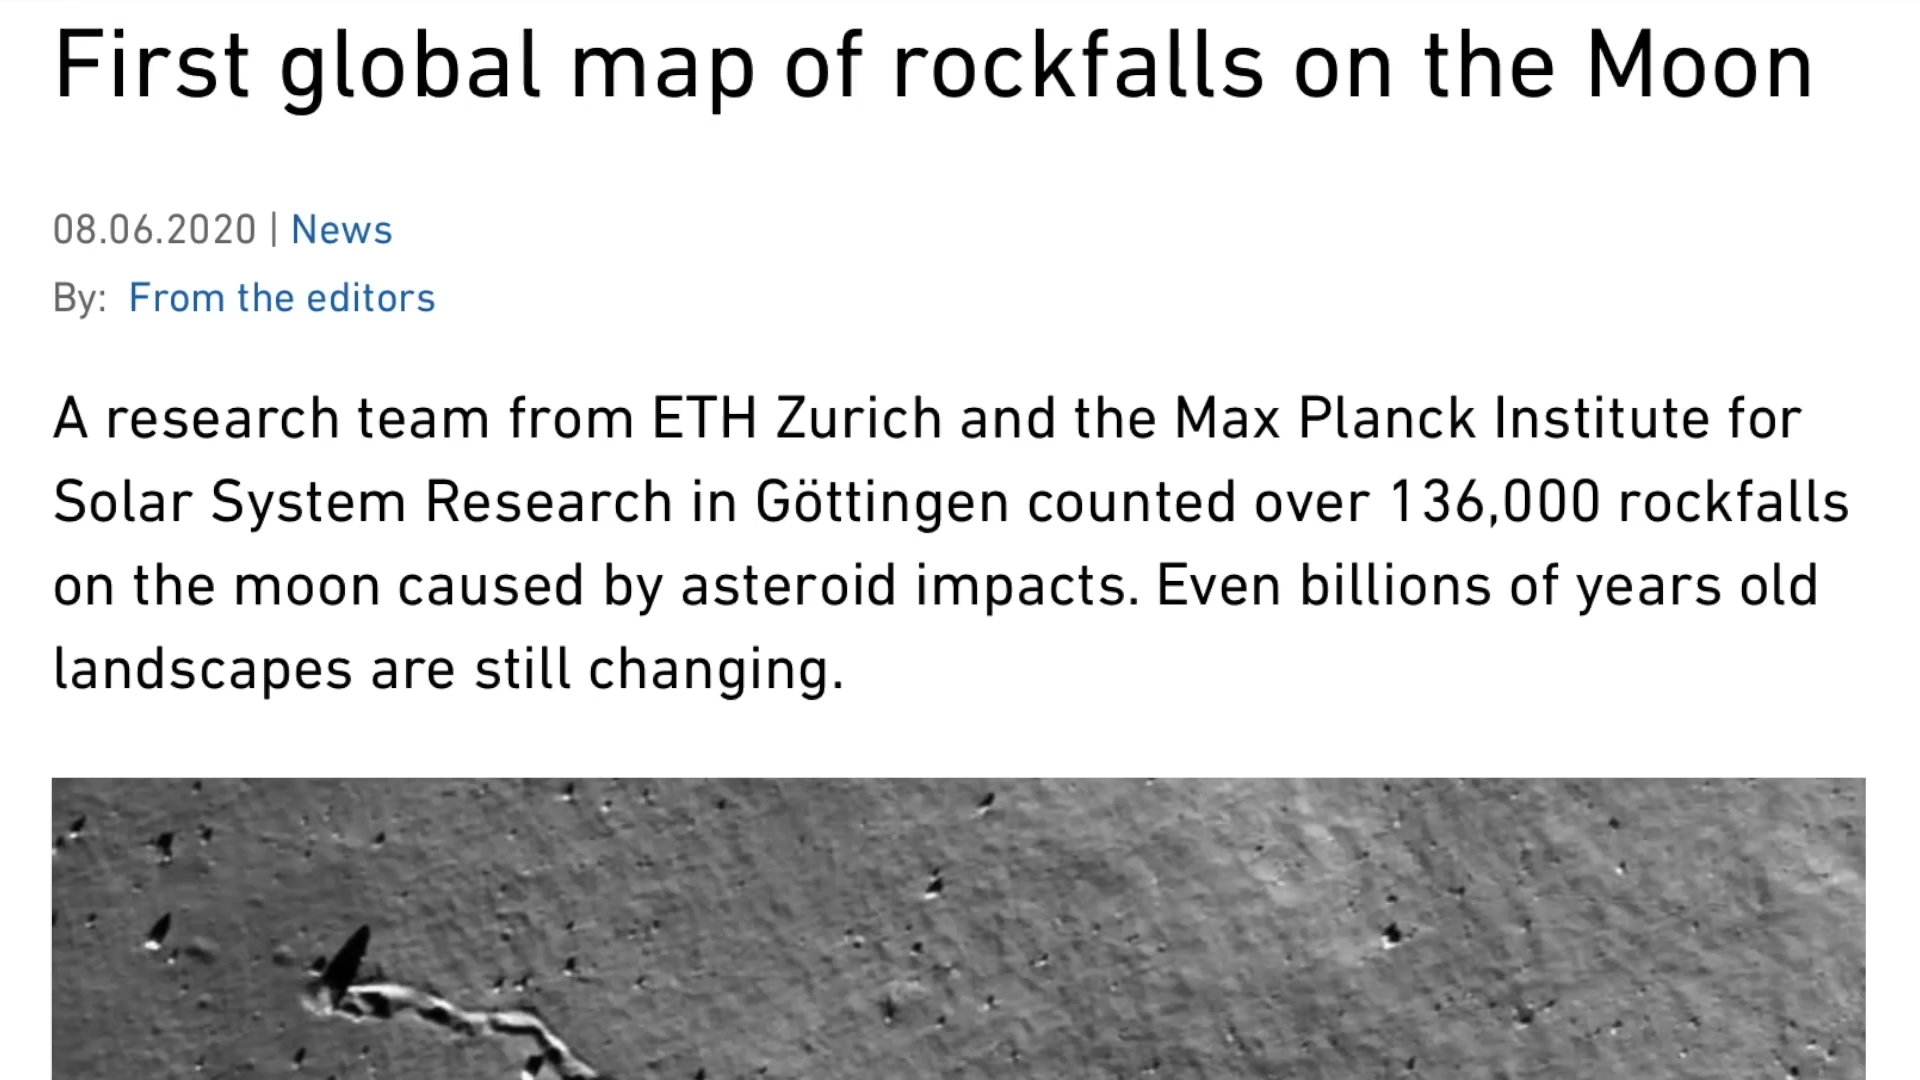 First global map of rockfalls on the Moon
08.06.2020 | News
By: From the editors
A research team from ETH Zurich and the Max Planck Institute for
Solar System Research in Göttingen counted over 136,000 rockfalls
on the moon caused by asteroid impacts. Even billions of years old
landscapes are still changing.